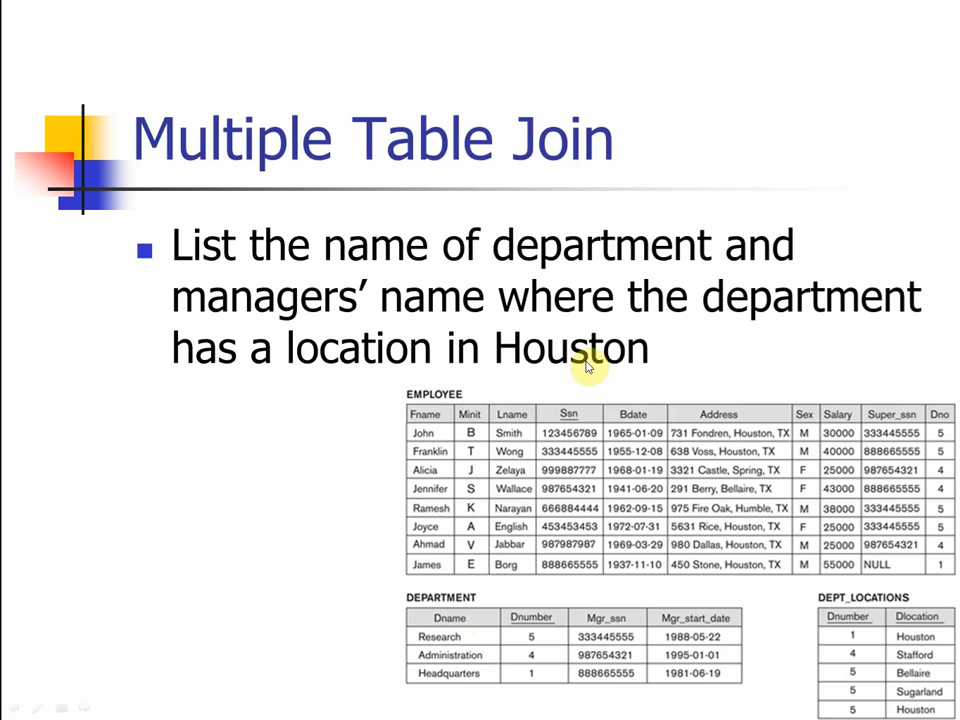 Multiple Table Join
List the name of department and
managers’ name where the department
has a location in Houston
EMPLOYEE
Fname Minit Lname Ssn Bdate Address Sex Salary Super_ssn Dno
John B Smith 123456789 1965-01-09 731 Fondren, Houston, TX M 30000 333445555 5
Franklin T Wong 333445555 1955-12-08 638 Voss, Houston, TX M 40000 888665555 5
Alicia J Zelaya 999887777 1968-01-19 3321 Castle, Spring, TX F 25000 987654321 4
Jennifer S Wallace 987654321 1941-06-20 291 Berry, Bellaire, TX F 43000 888665555 4
Ramesh K Narayan 666884444 1962-09-15 975 Fire Oak, Humble, TX M 38000 333445555 5
Joyce A English 453453453 1972-07-31 5631 Rice, Houston, TX F 25000 333445555 5
Ahmad V Jabbar 987987987 1969-03-29 980 Dallas, Houston, TX M 25000 987654321 4
James E Borg 888665555 1937-11-10 450 Stone, Houston, TX M 55000 NULL 1
DEPARTMENT
Dname Dnumber Mgr_ssn Mgr_start_date
Research 5 333445555 1988-05-22
Administration 4 987654321 1995-01-01
Headquarters 1 888665555 1981-06-19
DEPT_LOCATIONS
Dnumber Dlocation
1 Houston
4 Stafford
5 Bellaire
5 Sugarland
5 Houston